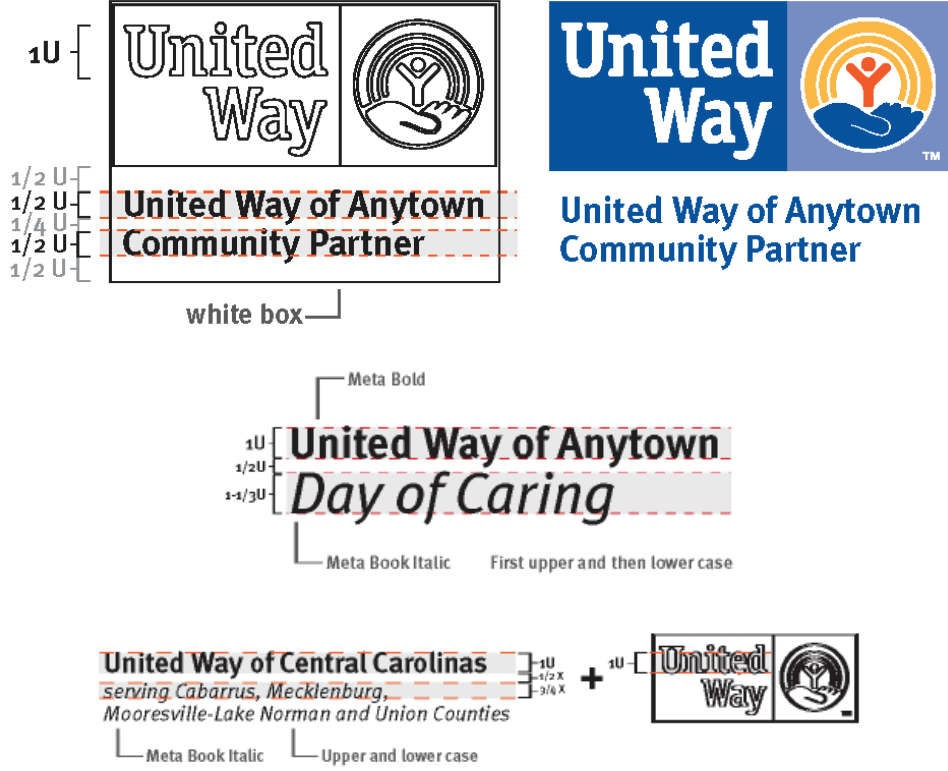 1U
United
Way
1/2 U
1/2 U
1/4 U
1/2 U
1/2 U
United Way of Anytown
Community Partner
white box
United
Way
TM
United Way of Anytown
Community Partner
Meta Bold
1U
United Way of Anytown
1/2U
1-1/3U
Day of Caring
Meta Book Italic
First upper and then lower case
United Way of Central Carolinas
serving Cabarrus, Mecklenburg,
Mooresville-Lake Norman and Union Counties
1U
1/2 X
3/4 X
+
1U
United
Way
Meta Book Italic
Upper and lower case